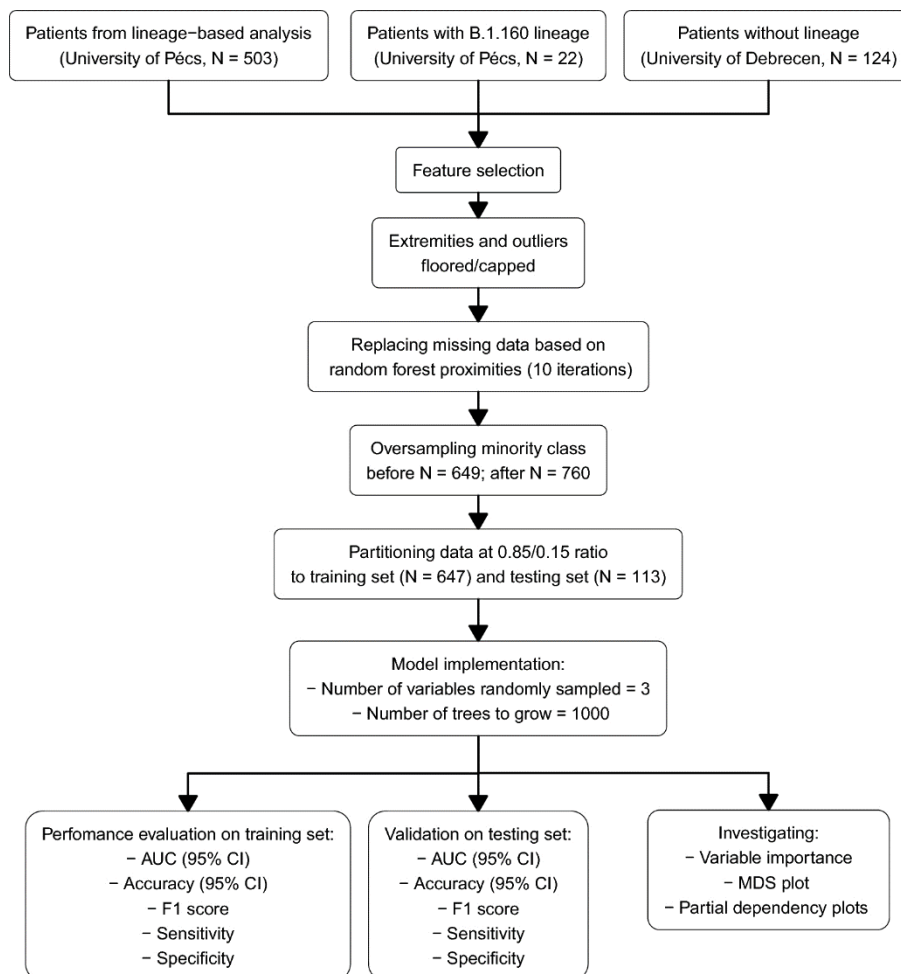 Patients from lineage−based analysis
(University of Pécs, N = 503)
Patients with B.1.160 lineage
(University of Pécs, N = 22)
Patients without lineage
(University of Debrecen, N = 124)
Feature selection
Extremities and outliers
floored/capped
Replacing missing data based on
random forest proximities (10 iterations)
Oversampling minority class
before N = 649; after N = 760
Partitioning data at 0.85/0.15 ratio
to training set (N = 647) and testing set (N = 113)
Model implementation:
− Number of variables randomly sampled = 3
− Number of trees to grow = 1000
Perfomance evaluation on training set:
− AUC (95% CI)
− Accuracy (95% CI)
− F1 score
− Sensitivity
− Specificity
Validation on testing set:
− AUC (95% CI)
− Accuracy (95% CI)
− F1 score
− Sensitivity
− Specificity
Investigating:
− Variable importance
− MDS plot
− Partial dependency plots